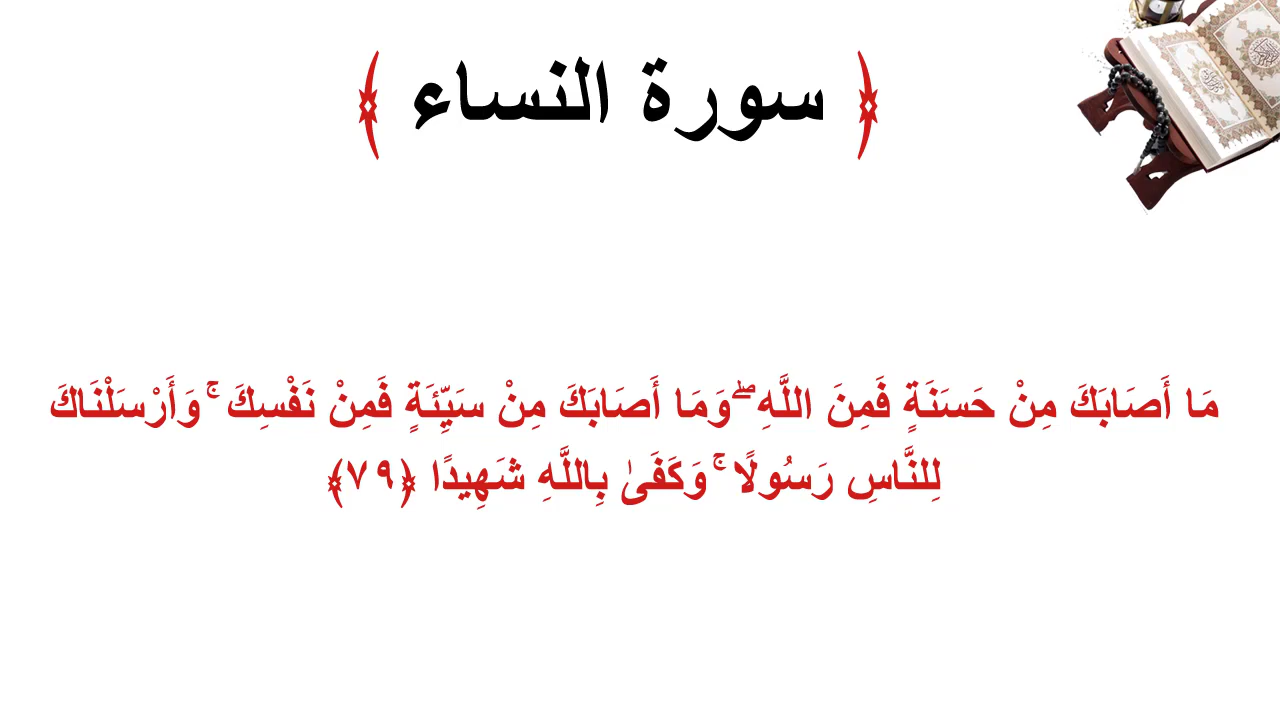 ﴿ سورة النساء ﴾
مَا أَصَابَكَ مِنْ حَسَنَةٍ فَمِنَ اللَّهِ ۖ وَمَا أَصَابَكَ مِنْ سَيِّئَةٍ فَمِنْ نَفْسِكَ ۚ وَأَرْسَلْنَاكَ
لِلنَّاسِ رَسُولًا ۚ وَكَفَىٰ بِاللَّهِ شَهِيدًا ﴿٧٩﴾